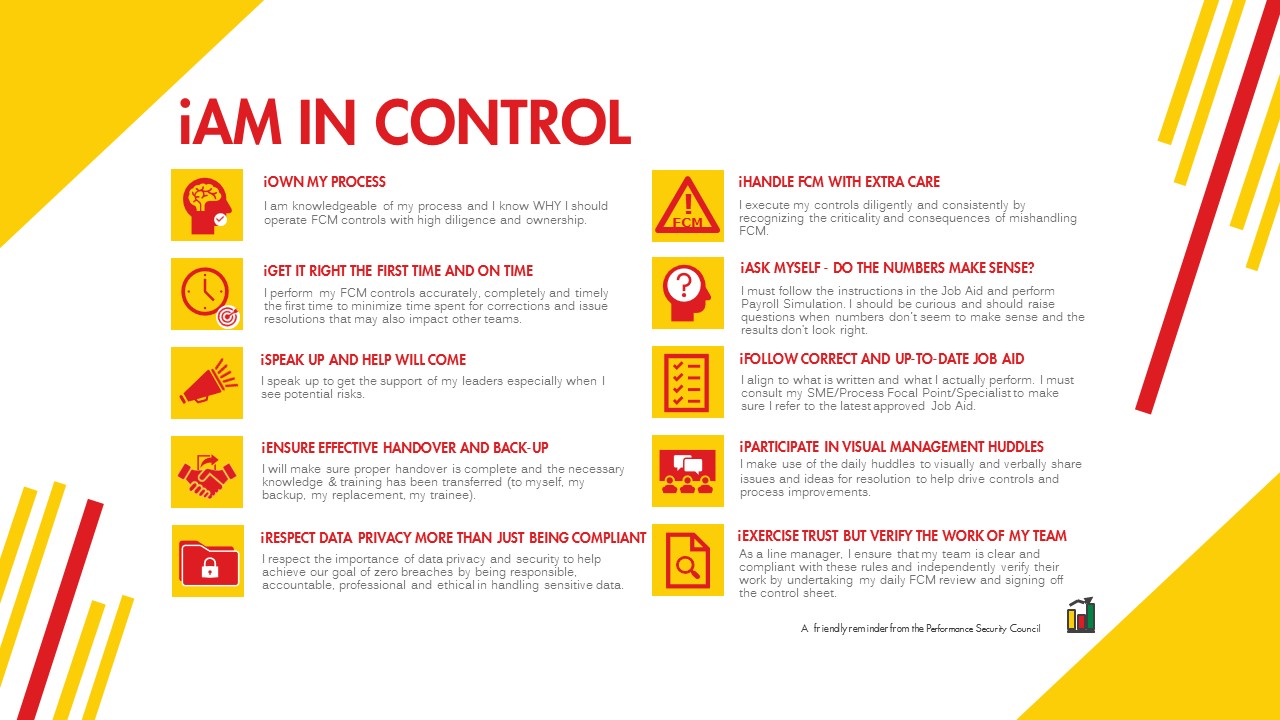 iAM IN CONTROL
iOWN MY PROCESS
I am knowledgeable of my process and I know WHY I should
operate FCM controls with high diligence and ownership.
iGET IT RIGHT THE FIRST TIME AND ON TIME
I perform my FCM controls accurately, completely and timely
the first time to minimize time spent for corrections and issue
resolutions that may also impact other teams.
iSPEAK UP AND HELP WILL COME
I speak up to get the support of my leaders especially when I
see potential risks.
iENSURE EFFECTIVE HANDOVER AND BACK-UP
I will make sure proper handover is complete and the necessary
knowledge & training has been transferred (to myself, my
backup, my replacement, my trainee).
iRESPECT DATA PRIVACY MORE THAN JUST BEING COMPLIANT
I respect the importance of data privacy and security to help
achieve our goal of zero breaches by being responsible,
accountable, professional and ethical in handling sensitive data.
FCM
iHANDLE FCM WITH EXTRA CARE
I execute my controls diligently and consistently by
recognizing the criticality and consequences of mishandling
FCM.
iASK MYSELF - DO THE NUMBERS MAKE SENSE?
I must follow the instructions in the Job Aid and perform
Payroll Simulation. I should be curious and should raise
questions when numbers don't seem to make sense and the
results don't look right.
iFOLLOW CORRECT AND UP-TO-DATE JOB AID
I align to what is written and what I actually perform. I must
consult my SME/Process Focal Point/Specialist to make
sure I refer to the latest approved Job Aid.
iPARTICIPATE IN VISUAL MANAGEMENT HUDDLES
I make use of the daily huddles to visually and verbally share
issues and ideas for resolution to help drive controls and
process improvements.
iEXERCISE TRUST BUT VERIFY THE WORK OF MY TEAM
As a line manager, I ensure that my team is clear and
compliant with these rules and independently verify their
work by undertaking my daily FCM review and signing off
the control sheet.
A friendly reminder from the Performance Security Council